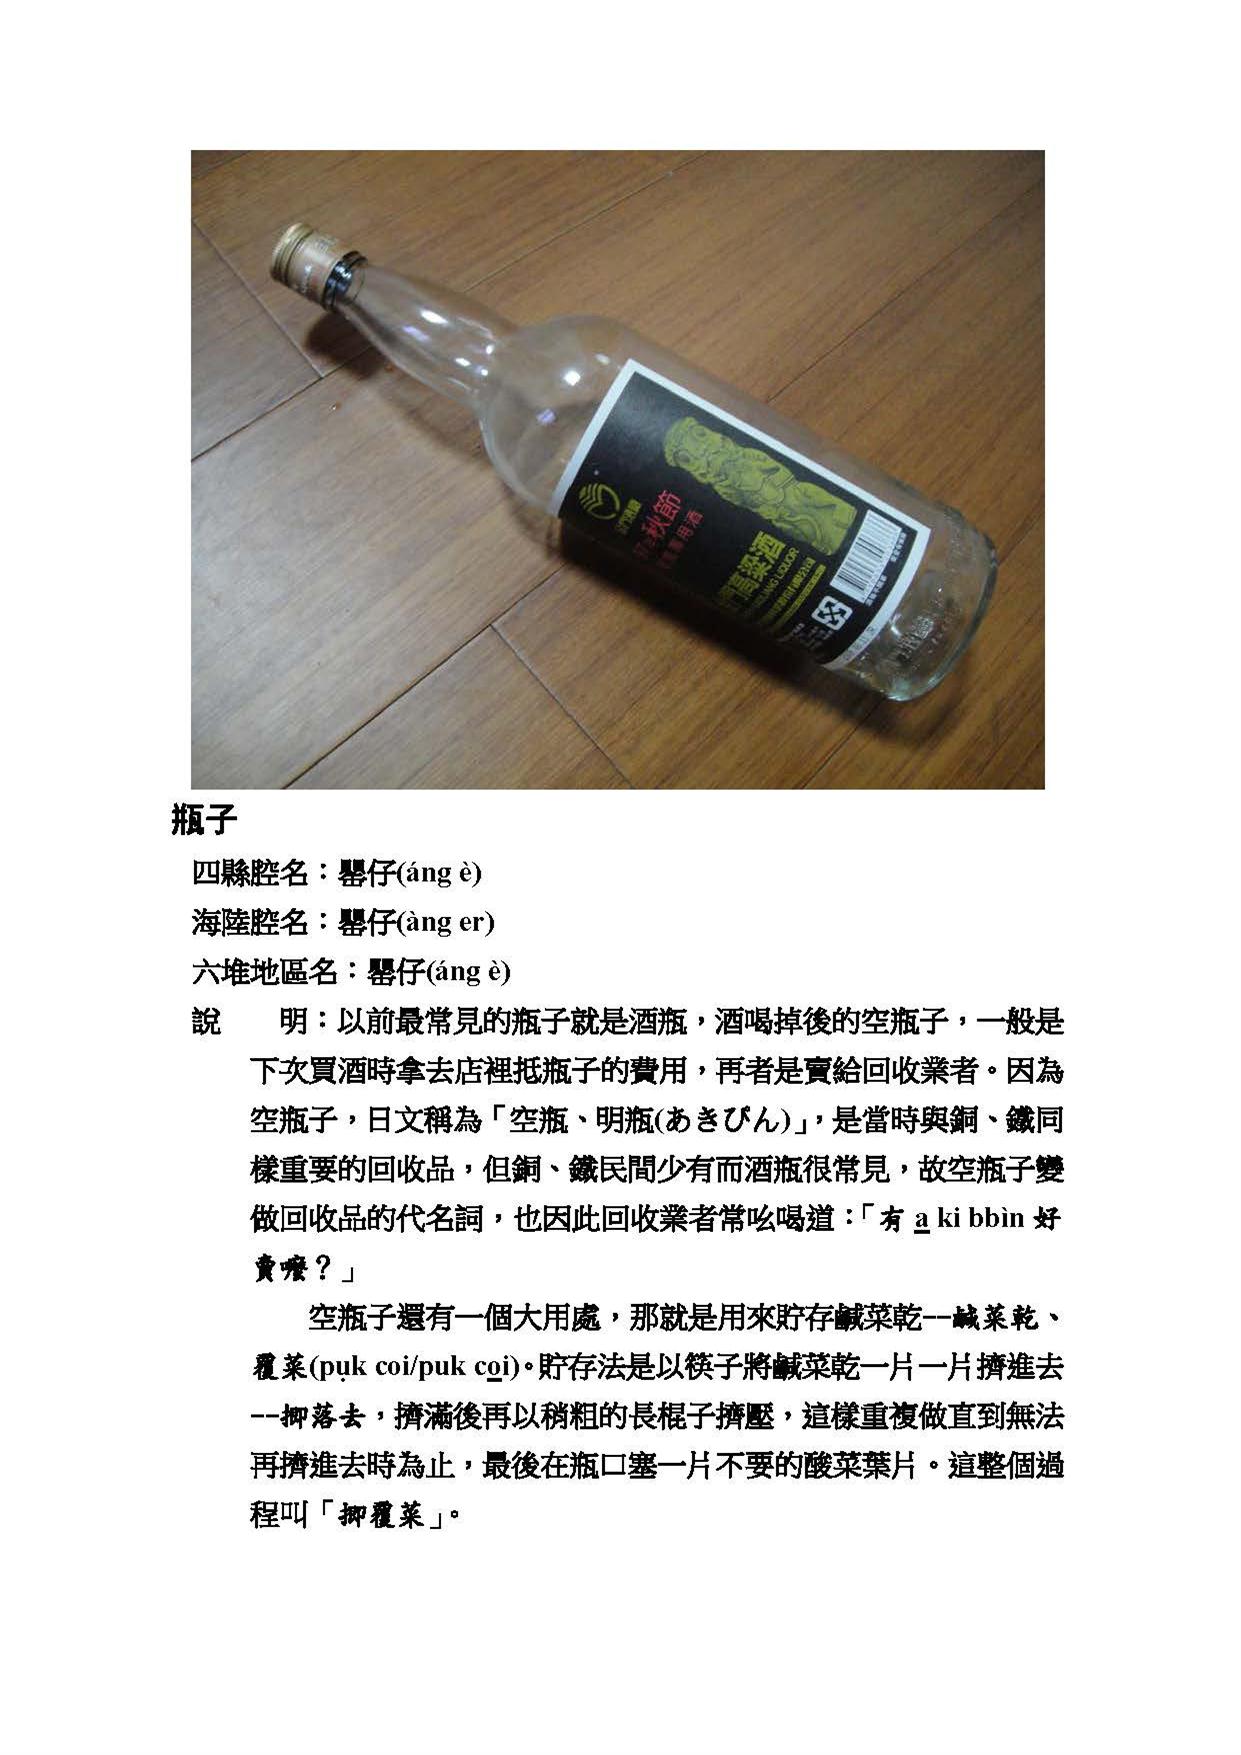 秋節
用酒
高粱酒
LIQUOR
瓶子
四縣腔名：罌仔(áng è)
海陸腔名：罌仔(àng er)
六堆地區名：罌仔(áng è)
說　　明：以前最常見的瓶子就是酒瓶，酒喝掉後的空瓶子，一般是
下次買酒時拿去店裡抵瓶子的費用，再者是賣給回收業者。因為
空瓶子，日文稱為「空瓶、明瓶(あきびん)」，是當時與銅、鐵同
樣重要的回收品，但銅、鐵民間少有而酒瓶很常見，故空瓶子變
做回收品的代名詞，也因此回收業者常吆喝道：「有 a ki bbìn 好
賣嚒？」
空瓶子還有一個大用處，那就是用來貯存鹹菜乾--鹹菜乾、
覆菜(pụk coi/puk coi)。貯存法是以筷子將鹹菜乾一片一片擠進去
--㧡落去，擠滿後再以稍粗的長棍子擠壓，這樣重複做直到無法
再擠進去時為止，最後在瓶口塞一片不要的酸菜葉片。這整個過
程叫「㧡覆菜」。